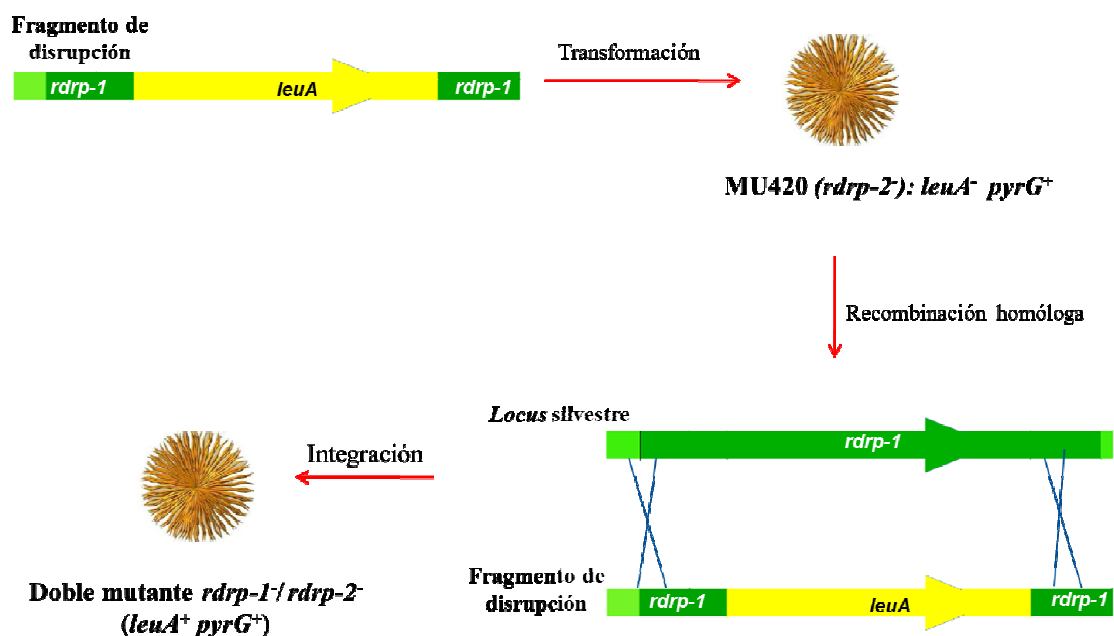 Fragmento de
disrupción
rdrp-1 leuA rdrp-1
Transformación
MU420 (rdrp-2⁻): leuA⁻ pyrG⁺
Recombinación homóloga
Locus silvestre
rdrp-1
Integración
Fragmento de
disrupción
rdrp-1 leuA rdrp-1
Doble mutante rdrp-1⁻/ rdrp-2⁻
(leuA⁺ pyrG⁺)